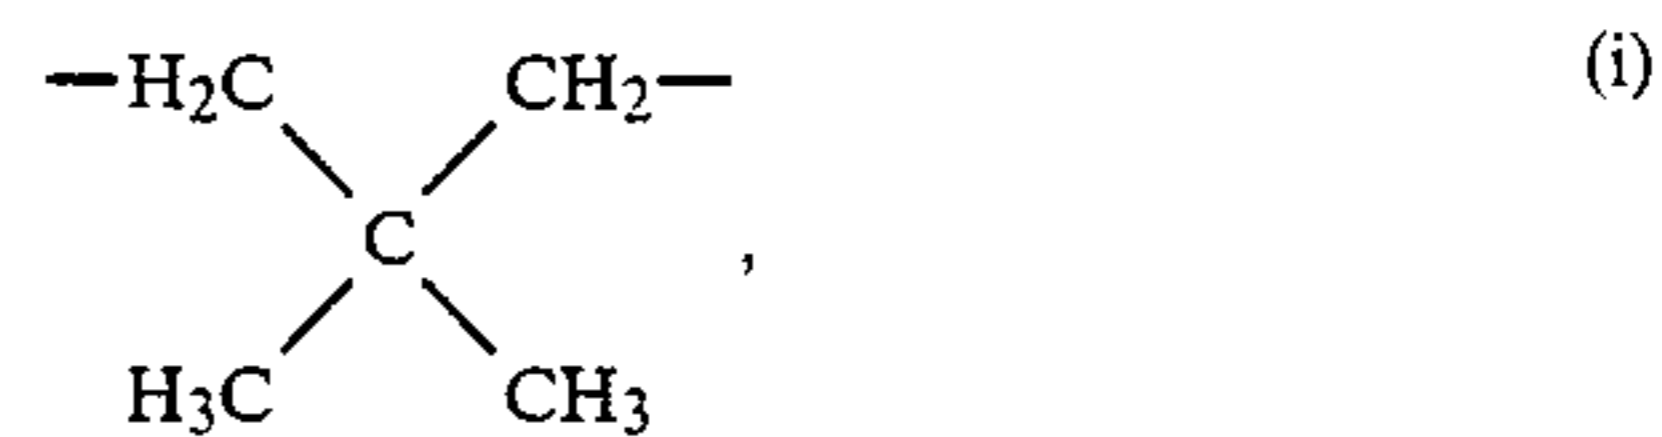 —H₂C CH₂— (i)
C ,
H₃C CH₃